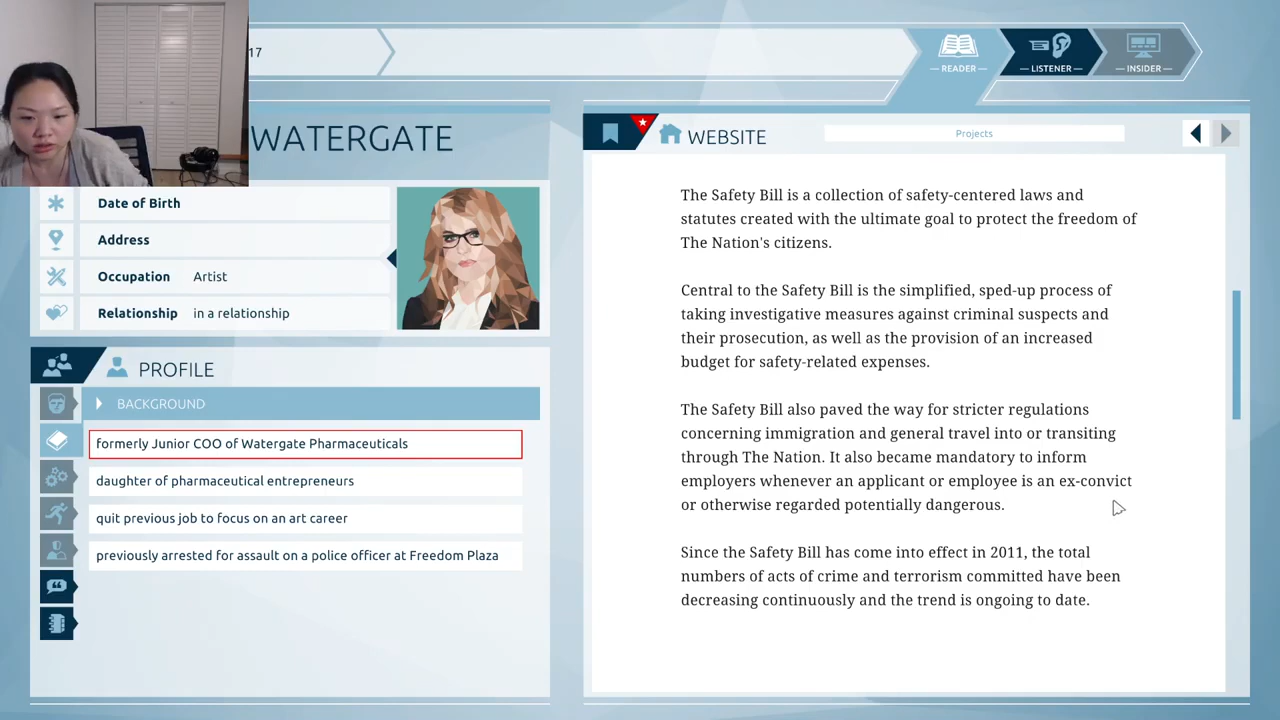 17
READER
LISTENER
INSIDER
WATERGATE
Date of Birth
Address
Occupation Artist
Relationship in a relationship
PROFILE
BACKGROUND
formerly Junior COO of Watergate Pharmaceuticals
daughter of pharmaceutical entrepreneurs
quit previous job to focus on an art career
previously arrested for assault on a police officer at Freedom Plaza
WEBSITE
Projects
The Safety Bill is a collection of safety-centered laws and
statutes created with the ultimate goal to protect the freedom of
The Nation's citizens.
Central to the Safety Bill is the simplified, sped-up process of
taking investigative measures against criminal suspects and
their prosecution, as well as the provision of an increased
budget for safety-related expenses.
The Safety Bill also paved the way for stricter regulations
concerning immigration and general travel into or transiting
through The Nation. It also became mandatory to inform
employers whenever an applicant or employee is an ex-convict
or otherwise regarded potentially dangerous.
Since the Safety Bill has come into effect in 2011, the total
numbers of acts of crime and terrorism committed have been
decreasing continuously and the trend is ongoing to date.